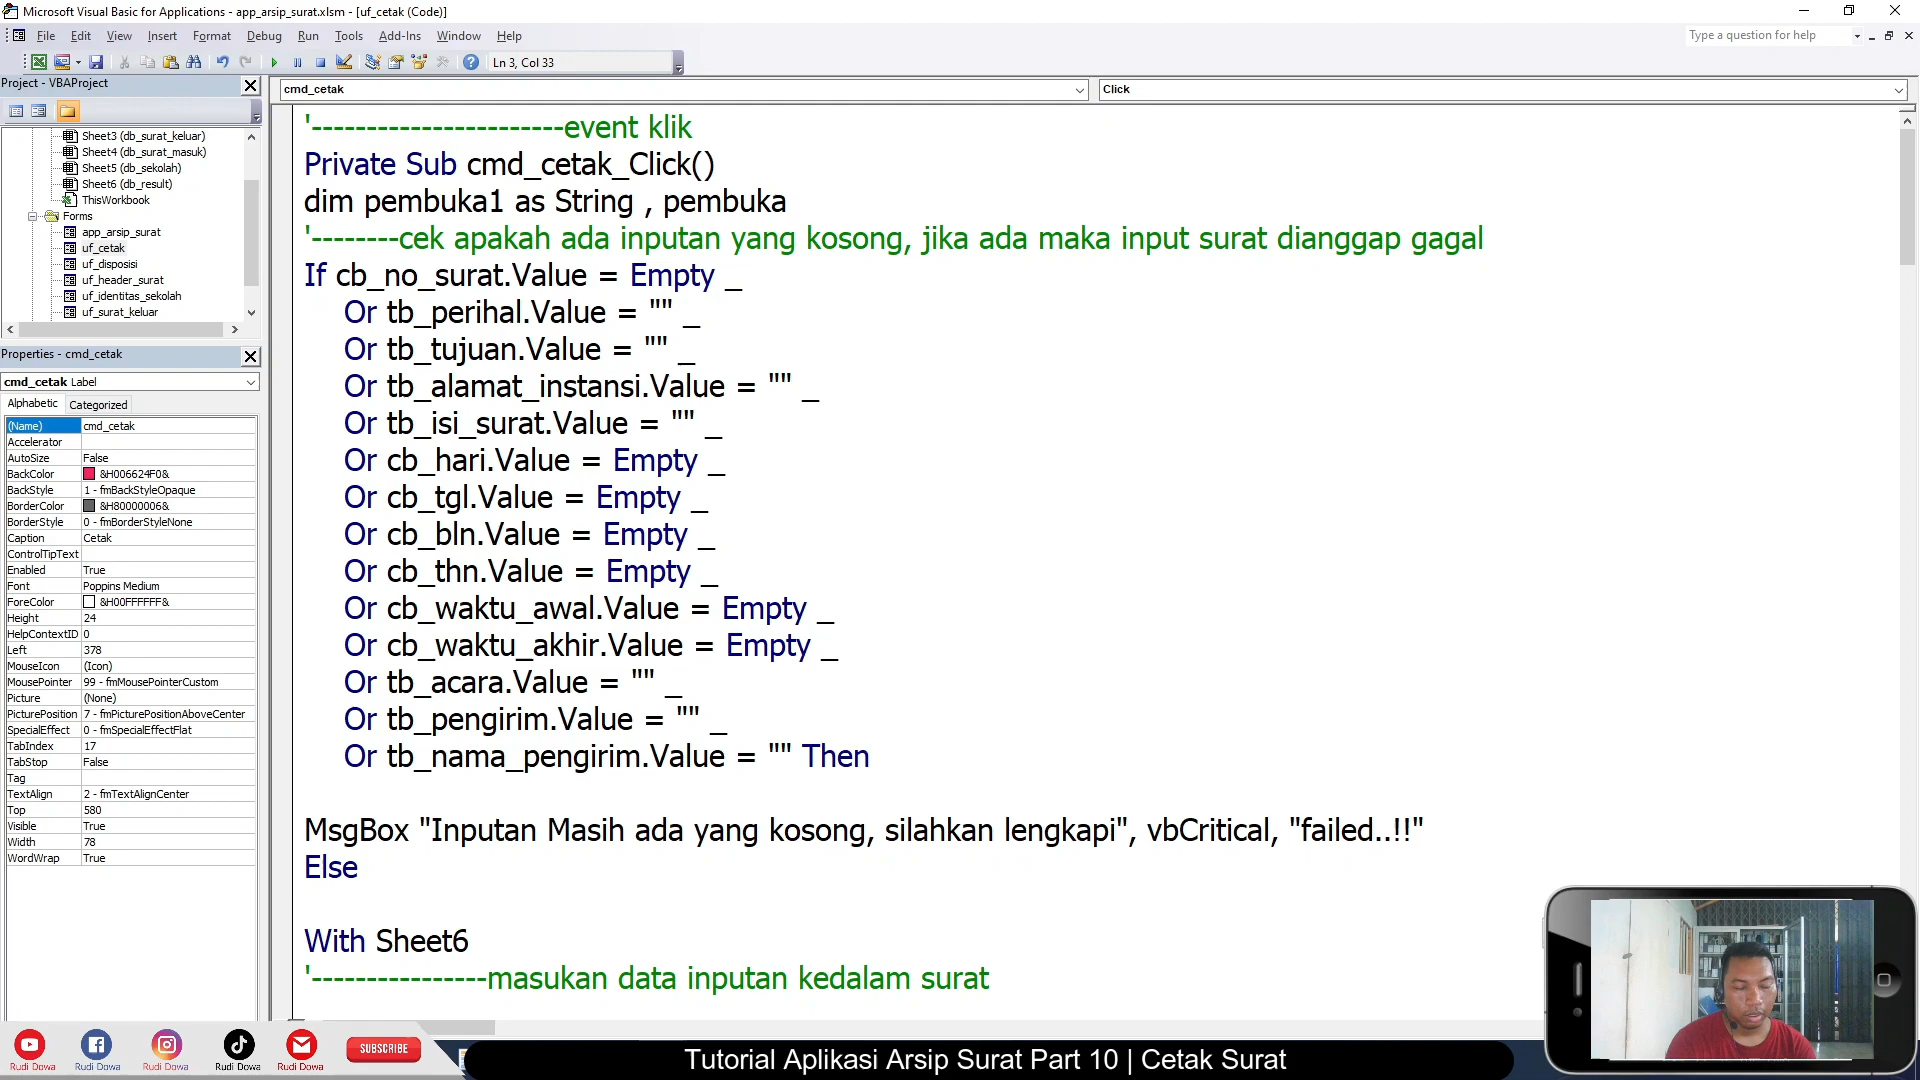 Microsoft Visual Basic for Applications - app_arsip_surat.xlsm - [uf_cetak (Code)]
File Edit View Insert Format Debug Run Tools Add-Ins Window Help
Type a question for help
Ln 3, Col 33
Project - VBAProject
Sheet3 (db_surat_keluar)
Sheet4 (db_surat_masuk)
Sheet5 (db_sekolah)
Sheet6 (db_result)
ThisWorkbook
Forms
app_arsip_surat
uf_cetak
uf_disposisi
uf_header_surat
uf_identitas_sekolah
uf_surat_keluar
Properties - cmd_cetak
cmd_cetak Label
Alphabetic Categorized
(Name) cmd_cetak
Accelerator
AutoSize False
BackColor &H006624F0&
BackStyle 1 - fmBackStyleOpaque
BorderColor &H80000006&
BorderStyle 0 - fmBorderStyleNone
Caption Cetak
ControlTipText
Enabled True
Font Poppins Medium
ForeColor &H00FFFFFF&
Height 24
HelpContextID 0
Left 378
MouseIcon (Icon)
MousePointer 99 - fmMousePointerCustom
Picture (None)
PicturePosition 7 - fmPicturePositionAboveCenter
SpecialEffect 0 - fmSpecialEffectFlat
TabIndex 17
TabStop False
Tag
TextAlign 2 - fmTextAlignCenter
Top 580
Visible True
Width 78
WordWrap True
cmd_cetak
Click
'-----------------------event klik
Private Sub cmd_cetak_Click()
dim pembuka1 as String , pembuka
'--------cek apakah ada inputan yang kosong, jika ada maka input surat dianggap gagal
If cb_no_surat.Value = Empty _
Or tb_perihal.Value = "" _
Or tb_tujuan.Value = "" _
Or tb_alamat_instansi.Value = "" _
Or tb_isi_surat.Value = "" _
Or cb_hari.Value = Empty _
Or cb_tgl.Value = Empty _
Or cb_bln.Value = Empty _
Or cb_thn.Value = Empty _
Or cb_waktu_awal.Value = Empty _
Or cb_waktu_akhir.Value = Empty _
Or tb_acara.Value = "" _
Or tb_pengirim.Value = "" _
Or tb_nama_pengirim.Value = "" Then
MsgBox "Inputan Masih ada yang kosong, silahkan lengkapi", vbCritical, "failed..!!"
Else
With Sheet6
'----------------masukan data inputan kedalam surat
Rudi Dowa
Rudi Dowa
Rudi Dowa
Rudi Dowa
Rudi Dowa
SUBSCRIBE
Tutorial Aplikasi Arsip Surat Part 10 | Cetak Surat